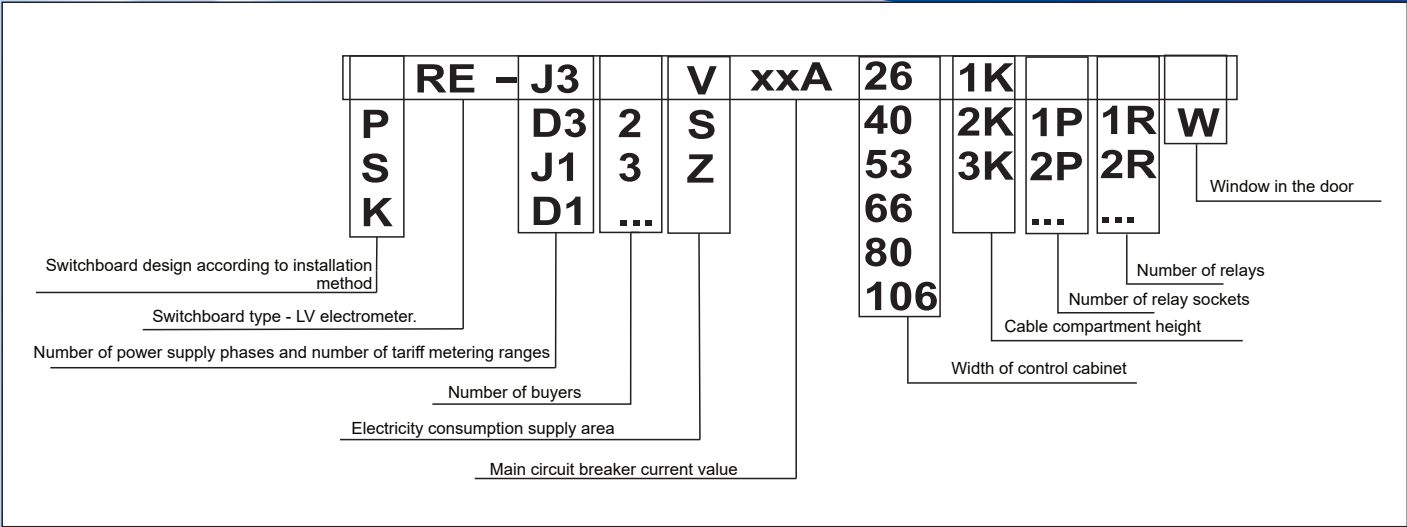 RE - J3 V xxA 26 1K
P D3 2 S 40 2K 1P 1R W
S J1 3 Z 53 3K 2P 2R
K D1 ... 66 ... ...
80
106
Window in the door
Switchboard design according to installation
method
Number of relays
Number of relay sockets
Switchboard type - LV electrometer.
Cable compartment height
Number of power supply phases and number of tariff metering ranges
Width of control cabinet
Number of buyers
Electricity consumption supply area
Main circuit breaker current value